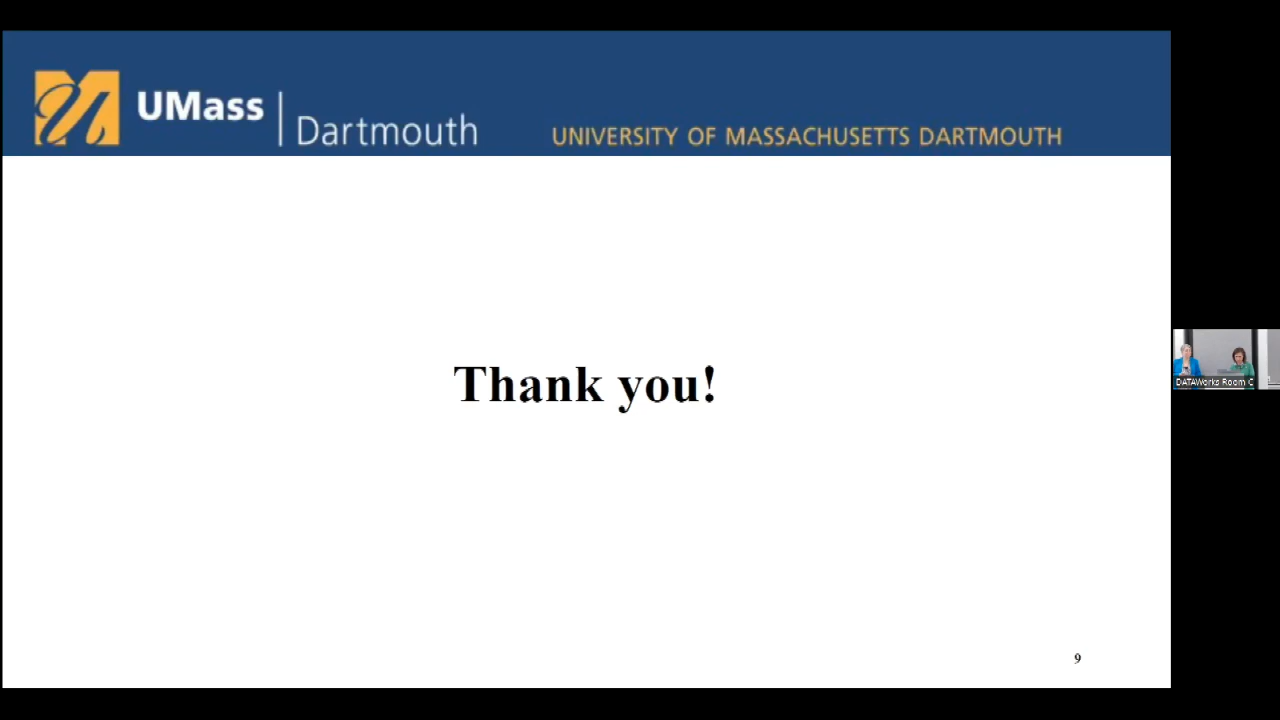 UMass
Dartmouth
UNIVERSITY OF MASSACHUSETTS DARTMOUTH
Thank you!
DATAWorks Room C
9